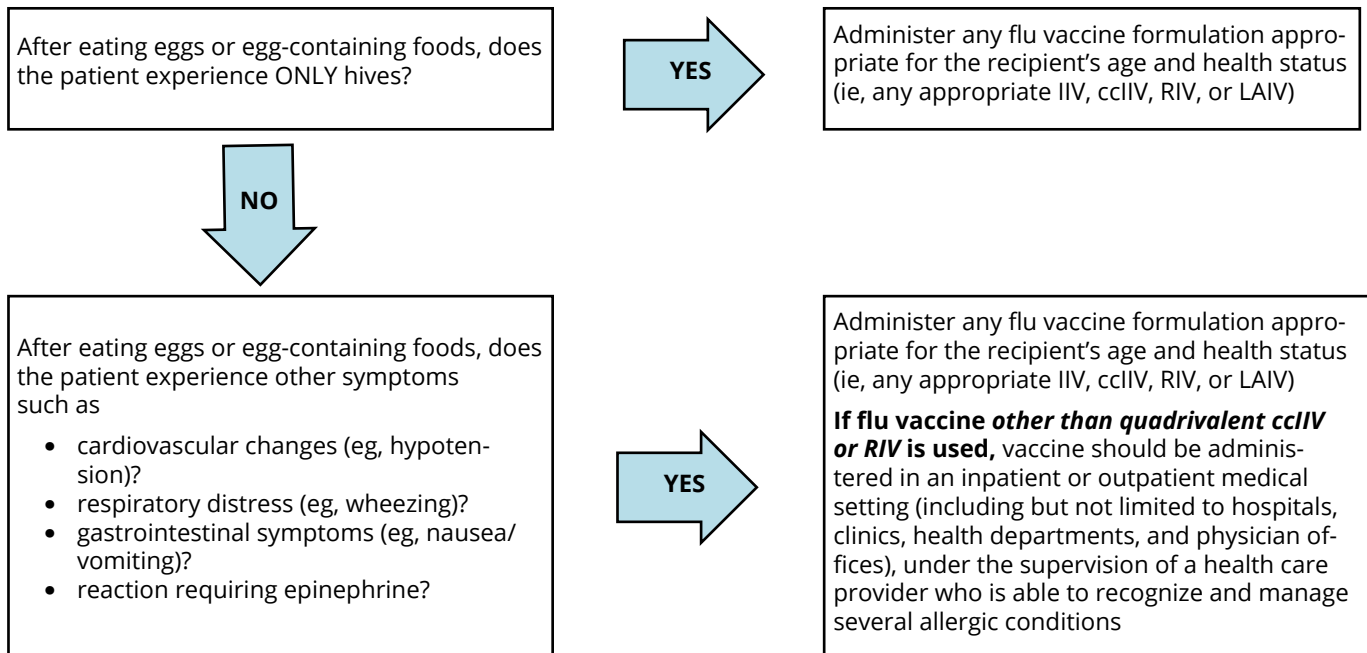 After eating eggs or egg-containing foods, does
the patient experience ONLY hives?
YES
Administer any flu vaccine formulation appro-
priate for the recipient's age and health status
(ie, any appropriate IIV, ccIIV, RIV, or LAIV)
NO
After eating eggs or egg-containing foods, does
the patient experience other symptoms
such as
• cardiovascular changes (eg, hypoten-
sion)?
• respiratory distress (eg, wheezing)?
• gastrointestinal symptoms (eg, nausea/
vomiting)?
• reaction requiring epinephrine?
YES
Administer any flu vaccine formulation appro-
priate for the recipient's age and health status
(ie, any appropriate IIV, ccIIV, RIV, or LAIV)
If flu vaccine other than quadrivalent ccIIV
or RIV is used, vaccine should be adminis-
tered in an inpatient or outpatient medical
setting (including but not limited to hospitals,
clinics, health departments, and physician of-
fices), under the supervision of a health care
provider who is able to recognize and manage
several allergic conditions